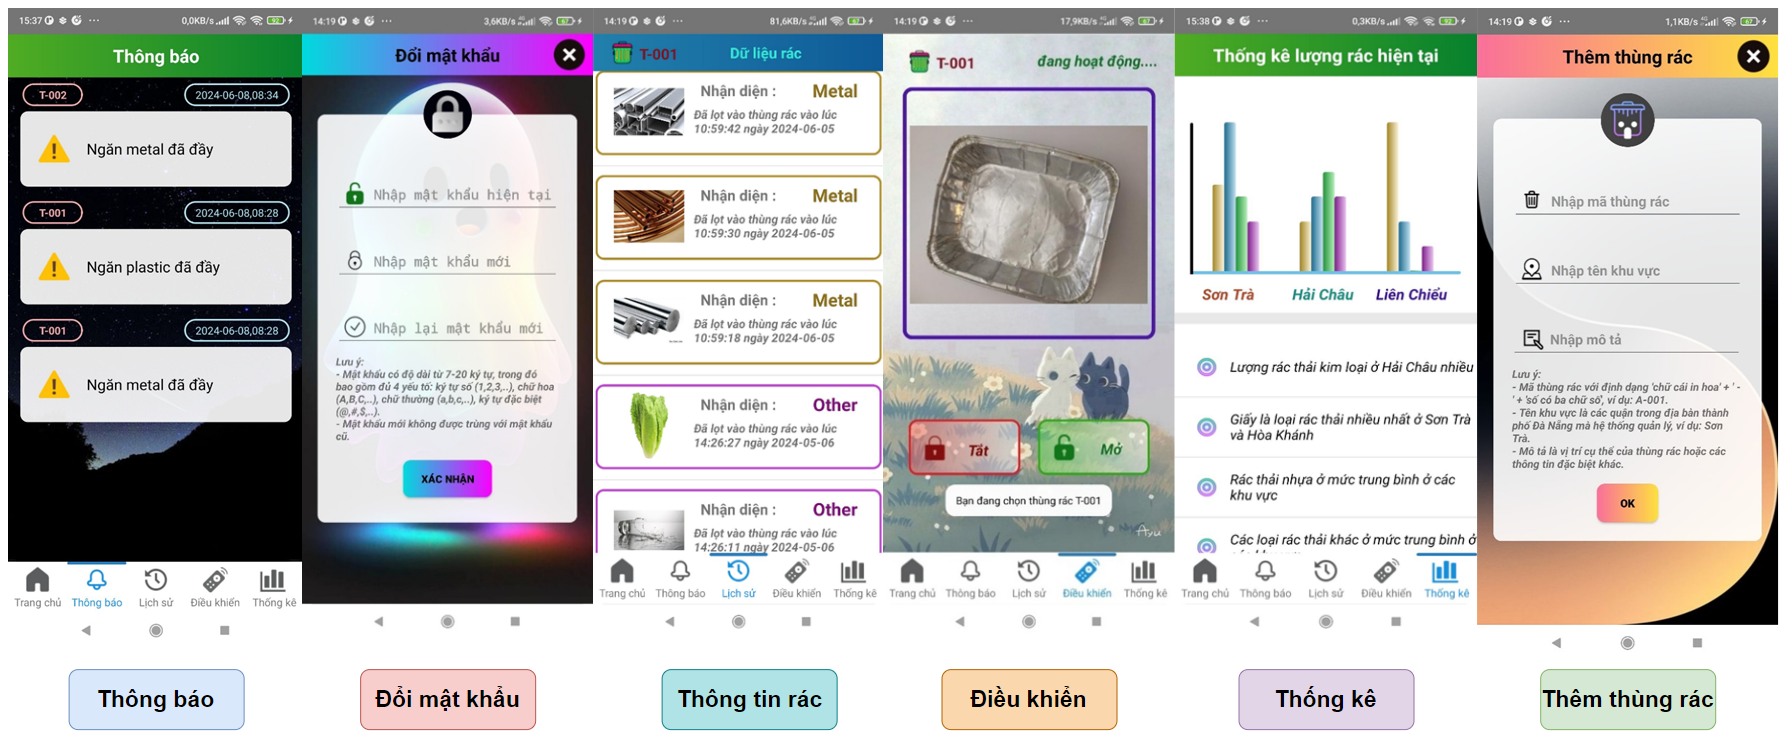 15:37
0,0KB/s
92
Thông báo
T-002
2024-06-08,08:34
Ngăn metal đã đầy
T-001
2024-06-08,08:28
Ngăn plastic đã đầy
T-001
2024-06-08,08:28
Ngăn metal đã đầy
Trang chủ
Thông báo
Lịch sử
Điều khiển
Thống kê
Thông báo
14:19
3,6KB/s
4G
67
Đổi mật khẩu
Nhập mật khẩu hiện tại
Nhập mật khẩu mới
Nhập lại mật khẩu mới
Lưu ý:
- Mật khẩu có độ dài từ 7-20 ký tự, trong đó
bao gồm đủ 4 yếu tố: ký tự số (1,2,3,..), chữ hoa
(A,B,C,..), chữ thường (a,b,c,..), ký tự đặc biệt
(@,#,$,..).
- Mật khẩu mới không được trùng với mật khẩu
cũ.
XÁC NHẬN
Đổi mật khẩu
14:19
81,6KB/s
4G
67
T-001
Dữ liệu rác
Nhận diện :
Metal
Đã lọt vào thùng rác vào lúc
10:59:42 ngày 2024-06-05
Nhận diện :
Metal
Đã lọt vào thùng rác vào lúc
10:59:30 ngày 2024-06-05
Nhận diện :
Metal
Đã lọt vào thùng rác vào lúc
10:59:18 ngày 2024-06-05
Nhận diện :
Other
Đã lọt vào thùng rác vào lúc
14:26:27 ngày 2024-05-06
Nhận diện :
Other
Đã lọt vào thùng rác vào lúc
14:26:11 ngày 2024-05-06
Trang chủ
Thông báo
Lịch sử
Điều khiển
Thống kê
Thông tin rác
14:19
17,9KB/s
4G
67
T-001
đang hoạt động....
Tắt
Mở
Bạn đang chọn thùng rác T-001
Ayu
Trang chủ
Thông báo
Lịch sử
Điều khiển
Thống kê
Điều khiển
15:38
0,3KB/s
92
Thống kê lượng rác hiện tại
Sơn Trà
Hải Châu
Liên Chiểu
Lượng rác thải kim loại ở Hải Châu nhiều
Giấy là loại rác thải nhiều nhất ở Sơn Trà
và Hòa Khánh
Rác thải nhựa ở mức trung bình ở các
khu vực
Các loại rác thải khác ở mức trung bình ở
Trang chủ
Thông báo
Lịch sử
Điều khiển
Thống kê
Thống kê
14:19
1,1KB/s
4G
67
Thêm thùng rác
Nhập mã thùng rác
Nhập tên khu vực
Nhập mô tả
Lưu ý:
- Mã thùng rác với định dạng 'chữ cái in hoa' + ' -
' + 'số có ba chữ số', ví dụ: A-001.
- Tên khu vực là các quận trong địa bàn thành
phố Đà Nẵng mà hệ thống quản lý, ví dụ: Sơn
Trà.
- Mô tả là vị trí cụ thể của thùng rác hoặc các
thông tin đặc biệt khác.
OK
Thêm thùng rác